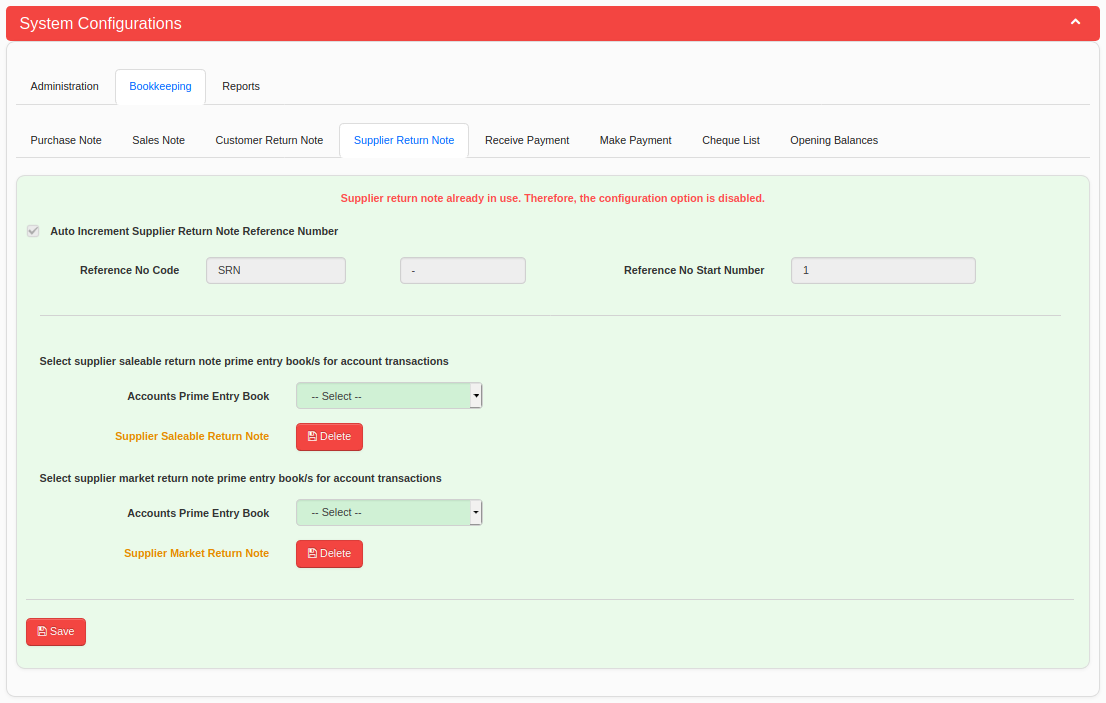 System Configurations
Administration Bookkeeping Reports
Purchase Note Sales Note Customer Return Note Supplier Return Note Receive Payment Make Payment Cheque List Opening Balances
Supplier return note already in use. Therefore, the configuration option is disabled.
Auto Increment Supplier Return Note Reference Number
Reference No Code SRN - Reference No Start Number 1
Select supplier saleable return note prime entry book/s for account transactions
Accounts Prime Entry Book -- Select --
Supplier Saleable Return Note Delete
Select supplier market return note prime entry book/s for account transactions
Accounts Prime Entry Book -- Select --
Supplier Market Return Note Delete
Save